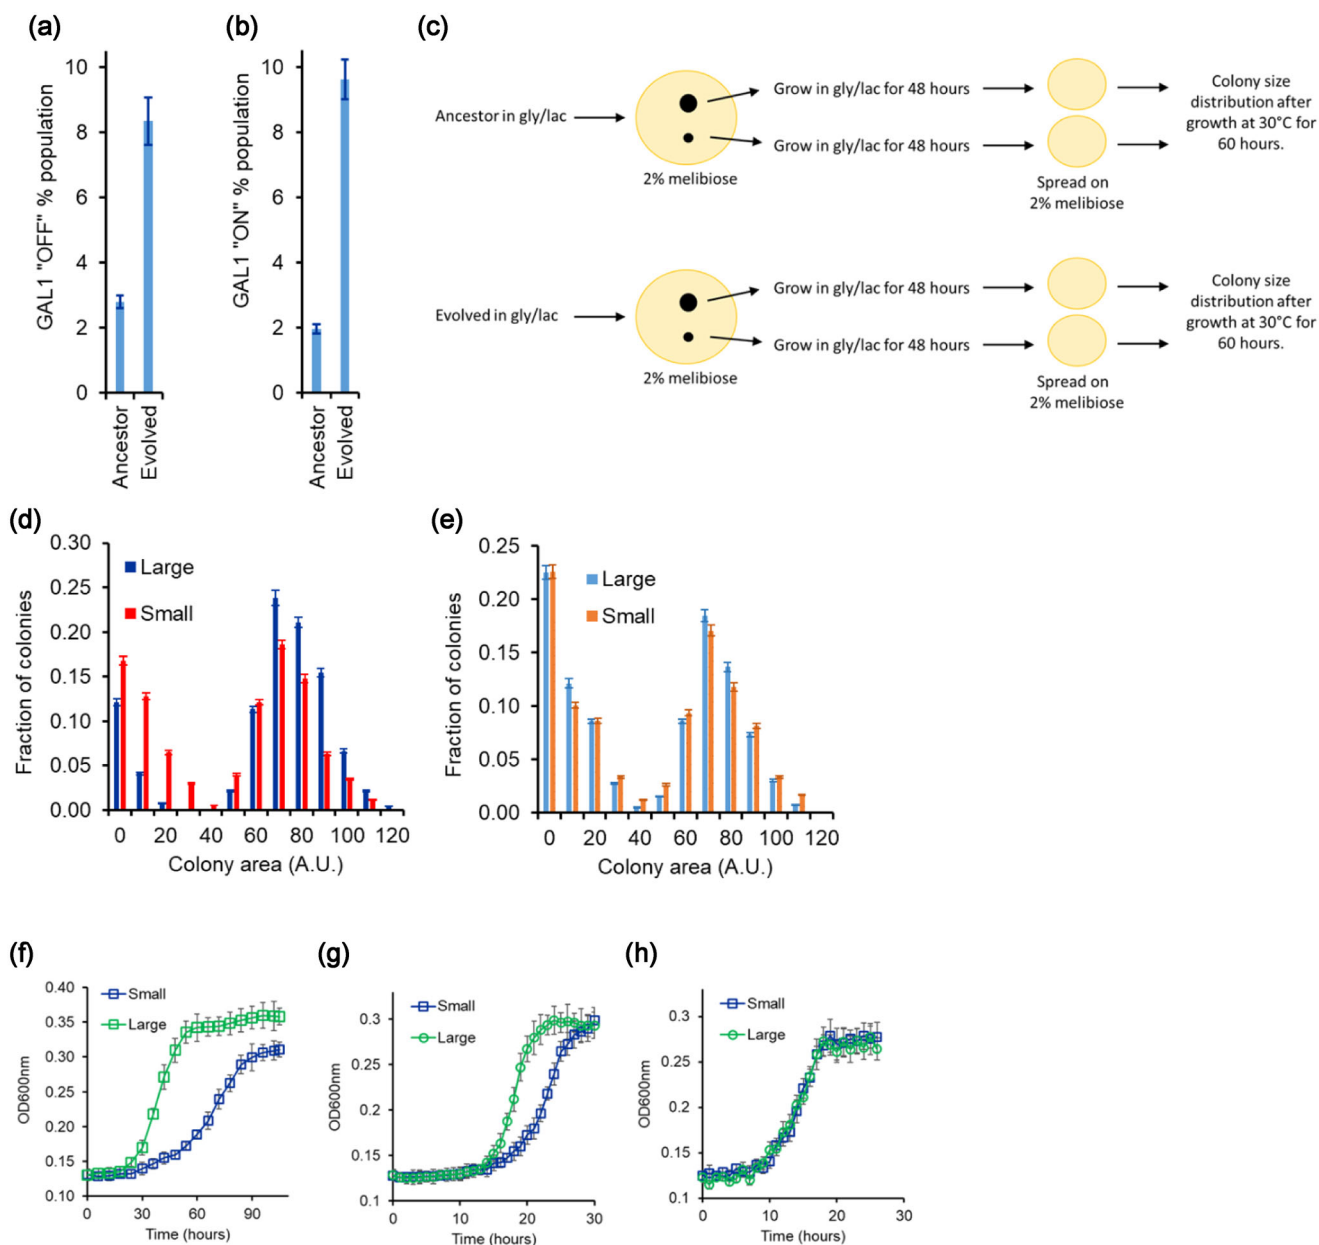 (a)
GAL1 "OFF" % population
10
8
6
4
2
0
Ancestor
Evolved
(b)
GAL1 "ON" % population
10
8
6
4
2
0
Ancestor
Evolved
(c)
Ancestor in gly/lac
2% melibiose
Grow in gly/lac for 48 hours
Grow in gly/lac for 48 hours
Spread on
2% melibiose
Colony size
distribution after
growth at 30°C for
60 hours.
Evolved in gly/lac
2% melibiose
Grow in gly/lac for 48 hours
Grow in gly/lac for 48 hours
Spread on
2% melibiose
Colony size
distribution after
growth at 30°C for
60 hours.
(d)
Fraction of colonies
0.30
0.25
0.20
0.15
0.10
0.05
0.00
Large
Small
0 20 40 60 80 100 120
Colony area (A.U.)
(e)
Fraction of colonies
0.25
0.20
0.15
0.10
0.05
0.00
Large
Small
0 20 40 60 80 100 120
Colony area (A.U.)
(f)
OD600nm
0.40
0.35
0.30
0.25
0.20
0.15
0.10
Small
Large
0 30 60 90
Time (hours)
(g)
OD600nm
0.3
0.25
0.2
0.15
0.1
Small
Large
0 10 20 30
Time (hours)
(h)
OD600nm
0.3
0.25
0.2
0.15
0.1
Small
Large
0 10 20 30
Time (hours)